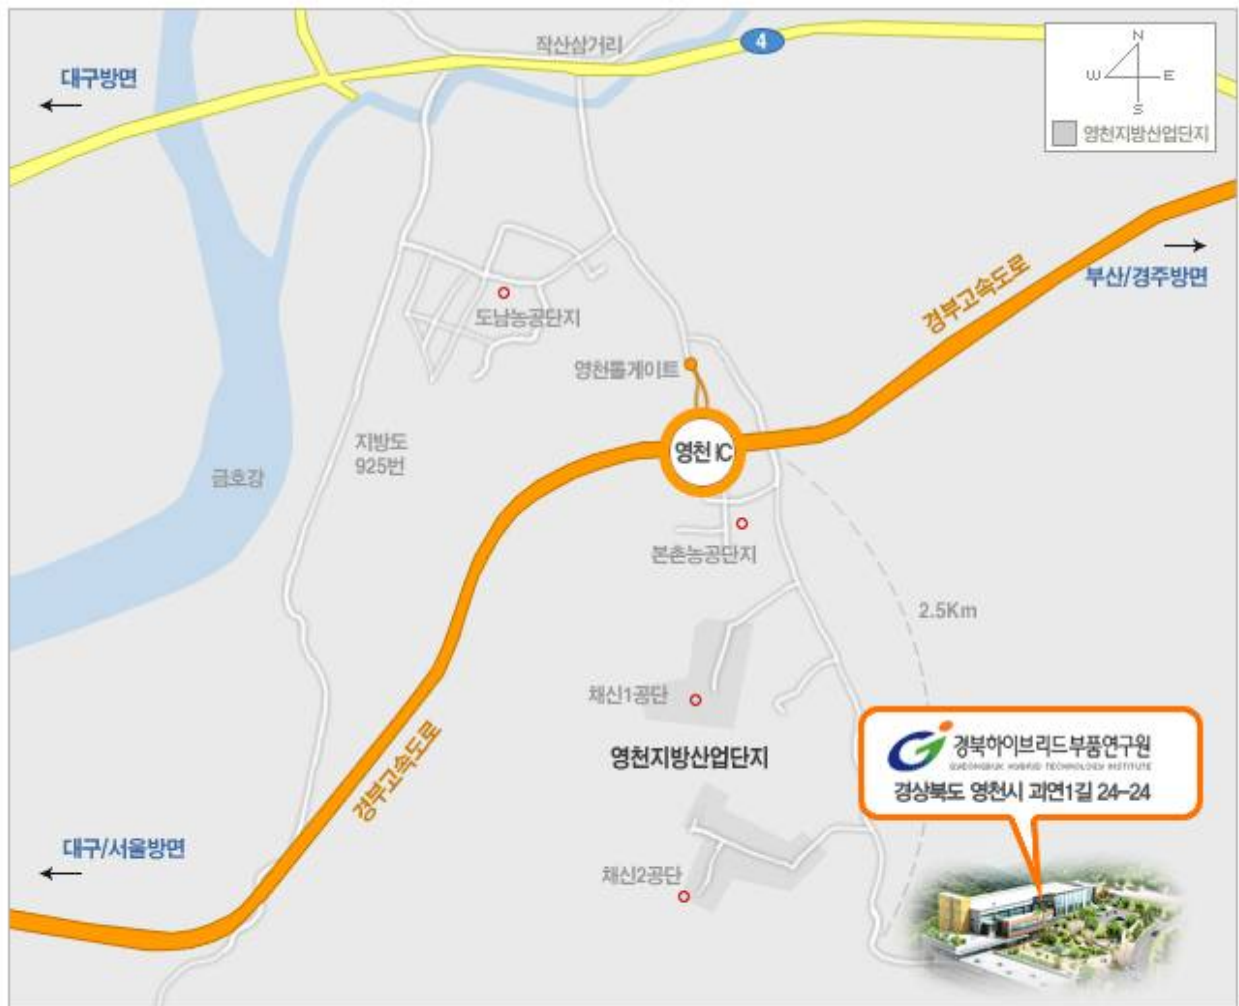 작산삼거리
4
대구방면
N
W
E
S
영천지방산업단지
부산/경주방면
경부고속도로
도남농공단지
영천톨게이트
영천 IC
지방도
925번
금호강
본촌농공단지
2.5Km
채신1공단
영천지방산업단지
경부고속도로
경북하이브리드부품연구원
GYEONGBUK HYBRID TECHNOLOGY INSTITUTE
경상북도 영천시 괴연1길 24-24
대구/서울방면
채신2공단